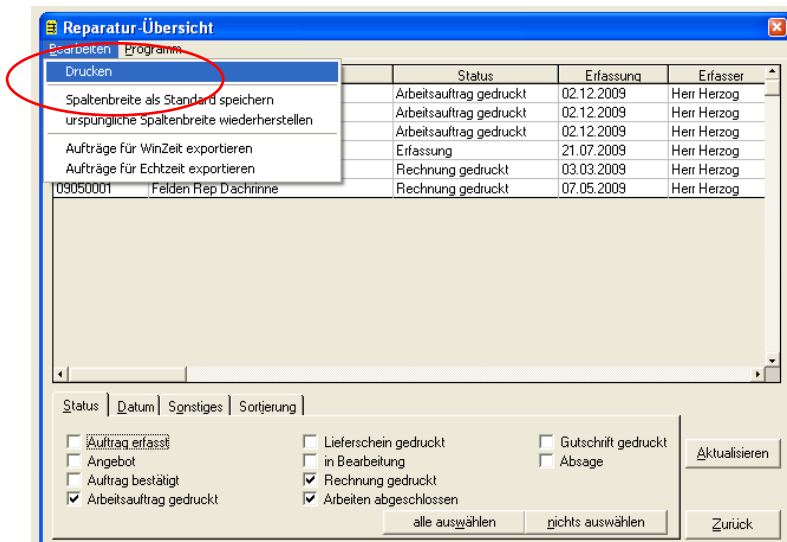 Reparatur-Übersicht
Bearbeiten Programm
Drucken
Spaltenbreite als Standard speichern
urspüngliche Spaltenbreite wiederherstellen
Aufträge für WinZeit exportieren
Aufträge für Echtzeit exportieren
Status Erfassung Erfasser
Arbeitsauftrag gedruckt 02.12.2009 Herr Herzog
Arbeitsauftrag gedruckt 02.12.2009 Herr Herzog
Arbeitsauftrag gedruckt 02.12.2009 Herr Herzog
Erfassung 21.07.2009 Herr Herzog
Rechnung gedruckt 03.03.2009 Herr Herzog
09050001 Felden Rep Dachrinne Rechnung gedruckt 07.05.2009 Herr Herzog
Status Datum Sonstiges Sortierung
Auftrag erfasst Lieferschein gedruckt Gutschrift gedruckt
Angebot in Bearbeitung Absage
Auftrag bestätigt Rechnung gedruckt
Arbeitsauftrag gedruckt Arbeiten abgeschlossen
alle auswählen nichts auswählen
Aktualisieren
Zurück